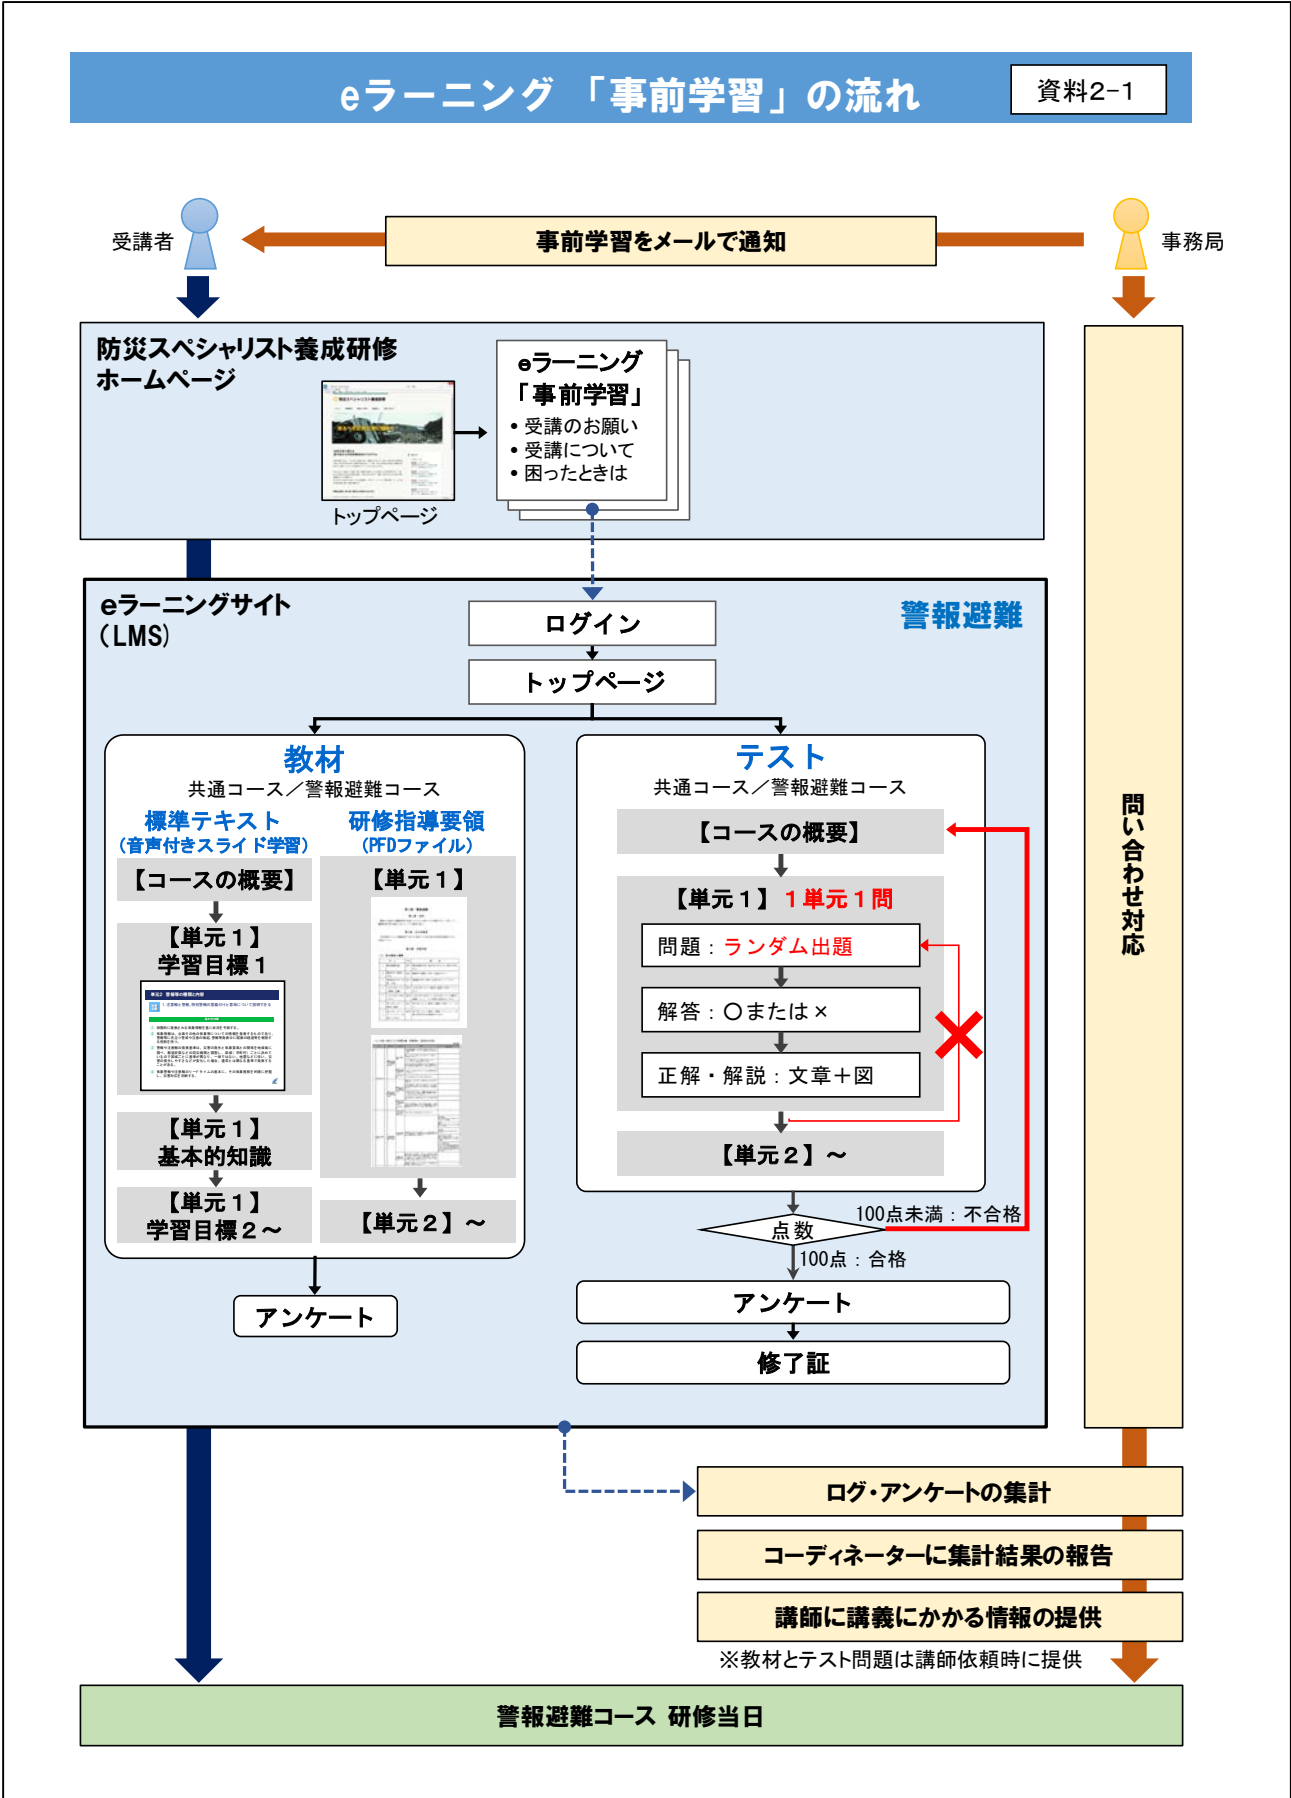 eラーニング 「事前学習」の流れ
資料2-1
受講者
事前学習をメールで通知
事務局
防災スペシャリスト養成研修
ホームページ
トップページ
eラーニング
「事前学習」
• 受講のお願い
• 受講について
• 困ったときは
問い合わせ対応
eラーニングサイト
(LMS)
警報避難
ログイン
トップページ
教材
共通コース／警報避難コース
標準テキスト
(音声付きスライド学習)
【コースの概要】
【単元1】
学習目標1
【単元1】
基本的知識
【単元1】
学習目標2～
研修指導要領
(PFDファイル)
【単元1】
【単元2】～
アンケート
テスト
共通コース／警報避難コース
【コースの概要】
【単元1】 1単元1問
問題：ランダム出題
解答：〇または×
正解・解説：文章＋図
【単元2】～
点数
100点未満：不合格
100点：合格
アンケート
修了証
ログ・アンケートの集計
コーディネーターに集計結果の報告
講師に講義にかかる情報の提供
※教材とテスト問題は講師依頼時に提供
警報避難コース 研修当日